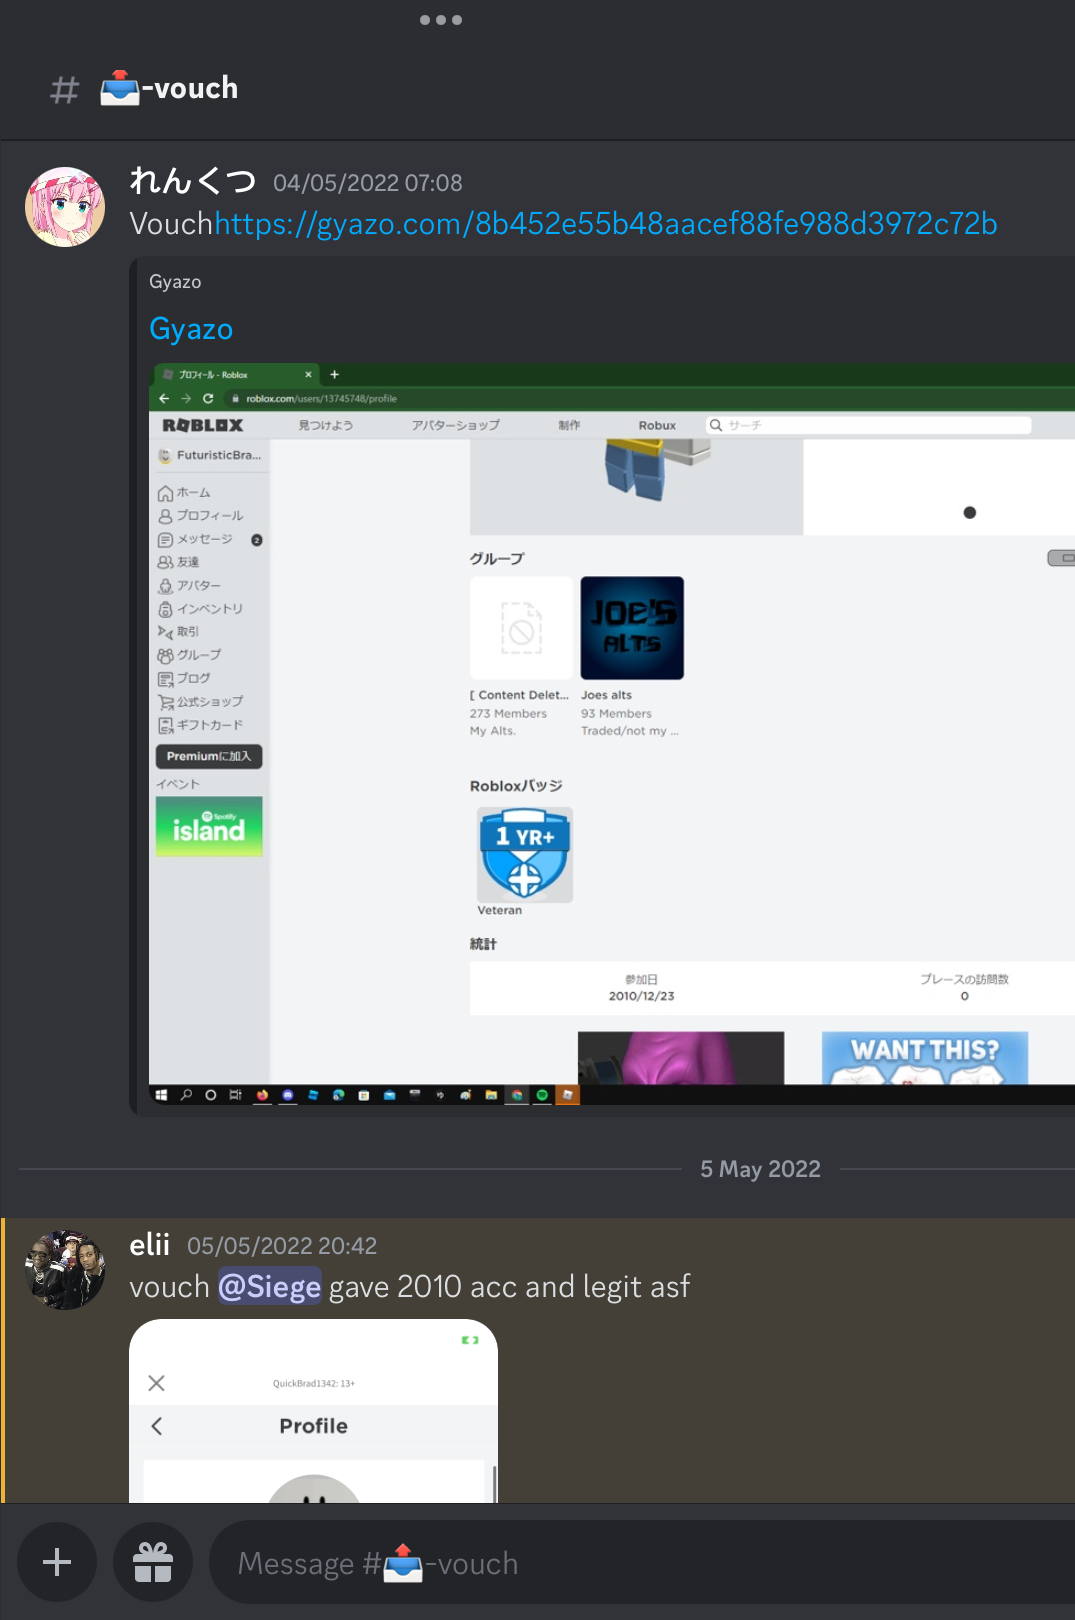 # 📤-vouch
れんくつ 04/05/2022 07:08
Vouchhttps://gyazo.com/8b452e55b48aacef88fe988d3972c72b
Gyazo
Gyazo
プロフィール - Roblox
roblox.com/users/13745748/profile
ROBLOX 見つけよう アバターショップ 制作 Robux サーチ
FuturisticBra...
ホーム
プロフィール
メッセージ 2
友達
アバター
インベントリ
取引
グループ
ブログ
公式ショップ
ギフトカード
Premiumに加入
イベント
Spotify
island
グループ
JOE'S
ALTS
[ Content Delet... Joes alts
273 Members 93 Members
My Alts. Traded/not my ...
Robloxバッジ
1 YR+
Veteran
統計
参加日 プレースの訪問数
2010/12/23 0
WANT THIS?
5 May 2022
elii 05/05/2022 20:42
vouch @Siege gave 2010 acc and legit asf
QuickBrad1342: 13+
Profile
Message #📤-vouch